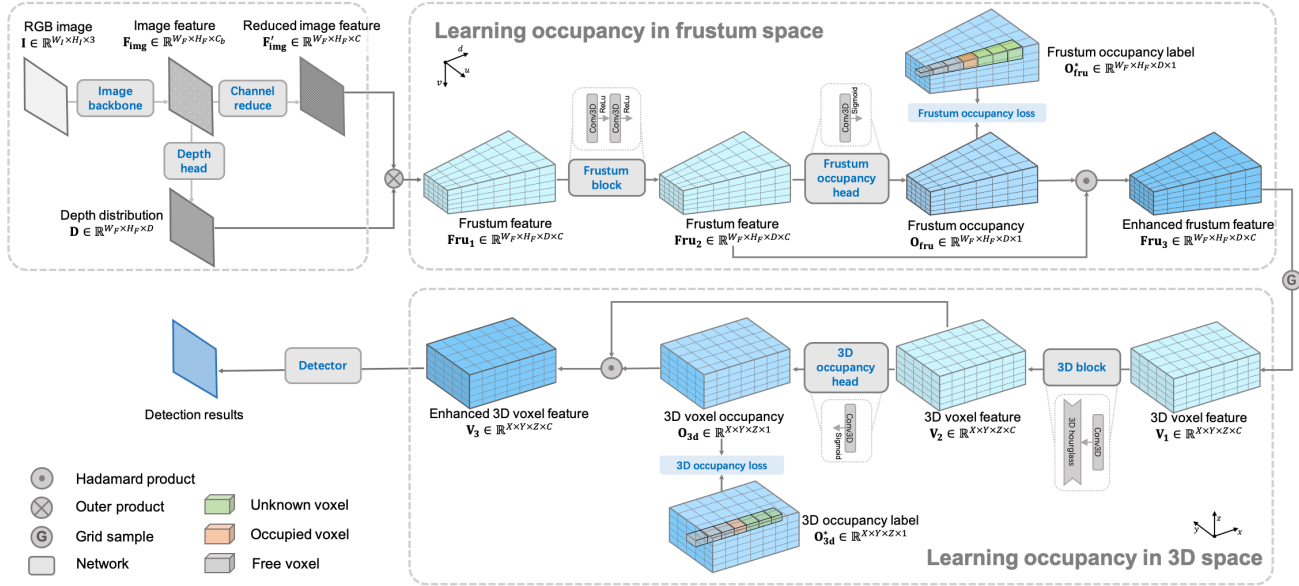 RGB image
I ∈ ℝ^{W_I×H_I×3}
Image feature
F_img ∈ ℝ^{W_F×H_F×C_b}
Reduced image feature
F′_img ∈ ℝ^{W_F×H_F×C}
Image
backbone
Channel
reduce
Depth
head
Depth distribution
D ∈ ℝ^{W_F×H_F×D}
Learning occupancy in frustum space
d
u
v
Conv3D
ReLu
Conv3D
ReLu
Conv3D
Sigmoid
Frustum occupancy label
O*_fru ∈ ℝ^{W_F×H_F×D×1}
Frustum occupancy loss
Frustum
block
Frustum
occupancy
head
Frustum feature
Fru_1 ∈ ℝ^{W_F×H_F×D×C}
Frustum feature
Fru_2 ∈ ℝ^{W_F×H_F×D×C}
Frustum occupancy
O_fru ∈ ℝ^{W_F×H_F×D×1}
Enhanced frustum feature
Fru_3 ∈ ℝ^{W_F×H_F×D×C}
G
Detector
Detection results
3D
occupancy
head
3D block
Enhanced 3D voxel feature
V_3 ∈ ℝ^{X×Y×Z×C}
3D voxel occupancy
O_3d ∈ ℝ^{X×Y×Z×1}
Conv3D
Sigmoid
3D voxel feature
V_2 ∈ ℝ^{X×Y×Z×C}
3D hourglass
Conv3D
3D voxel feature
V_1 ∈ ℝ^{X×Y×Z×C}
3D occupancy loss
3D occupancy label
O*_3d ∈ ℝ^{X×Y×Z×1}
z
y
x
Learning occupancy in 3D space
Hadamard product
Outer product
G
Grid sample
Network
Unknown voxel
Occupied voxel
Free voxel